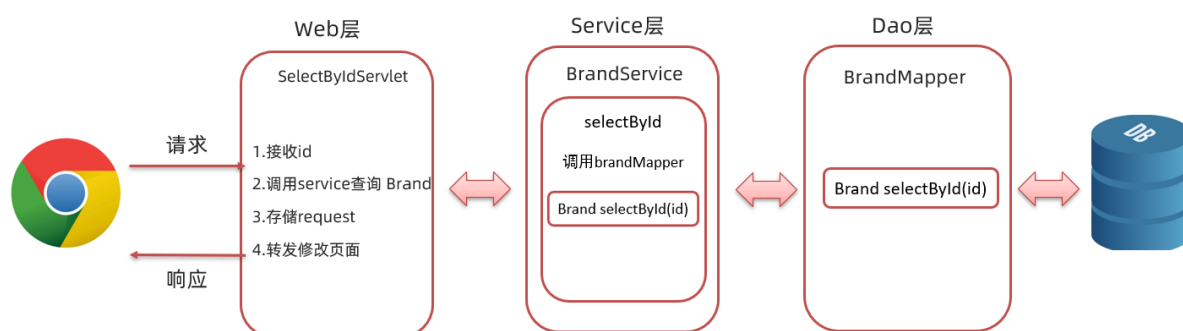 Web层
SelectByIdServlet
请求
响应
1.接收id
2.调用service查询 Brand
3.存储request
4.转发修改页面
Service层
BrandService
selectById
调用brandMapper
Brand selectById(id)
Dao层
BrandMapper
Brand selectById(id)
DB